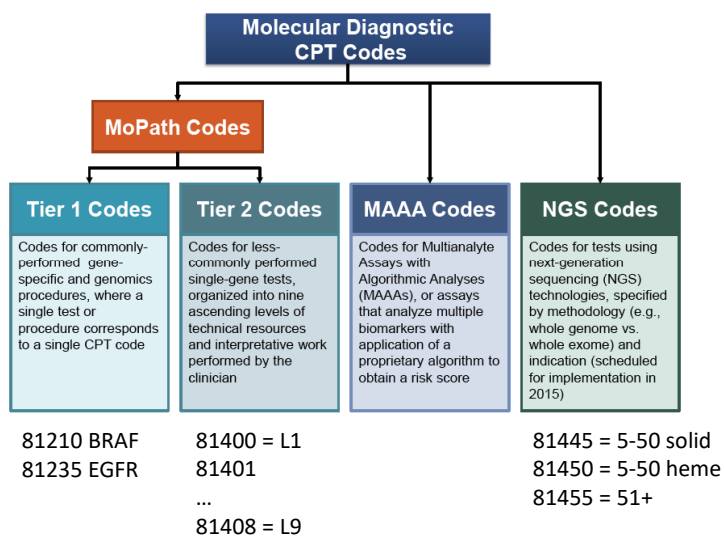 Molecular Diagnostic
CPT Codes
MoPath Codes
Tier 1 Codes
Codes for commonly-
performed gene-
specific and genomics
procedures, where a
single test or
procedure corresponds
to a single CPT code
Tier 2 Codes
Codes for less-
commonly performed
single-gene tests,
organized into nine
ascending levels of
technical resources
and interpretative work
performed by the
clinician
MAAA Codes
Codes for Multianalyte
Assays with
Algorithmic Analyses
(MAAAs), or assays
that analyze multiple
biomarkers with
application of a
proprietary algorithm to
obtain a risk score
NGS Codes
Codes for tests using
next-generation
sequencing (NGS)
technologies, specified
by methodology (e.g.,
whole genome vs.
whole exome) and
indication (scheduled
for implementation in
2015)
81210 BRAF
81235 EGFR
81400 = L1
81401
...
81408 = L9
81445 = 5-50 solid
81450 = 5-50 heme
81455 = 51+